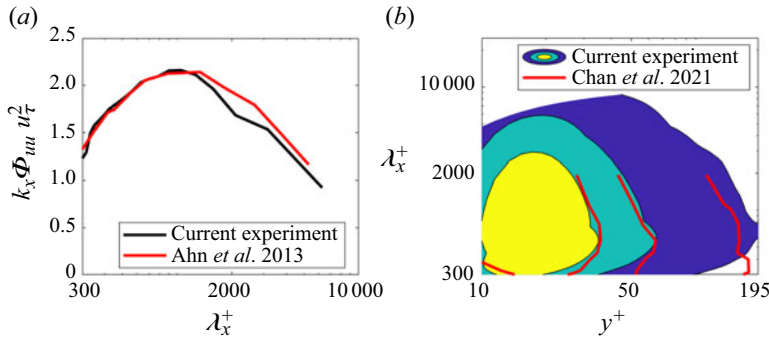 (a)
2.5
2.0
1.5
1.0
0.5
0
k_x Φ_uu u_τ^2
Current experiment
Ahn et al. 2013
300
2000
10 000
λ_x^+
(b)
Current experiment
Chan et al. 2021
10 000
λ_x^+
2000
300
10
50
195
y^+